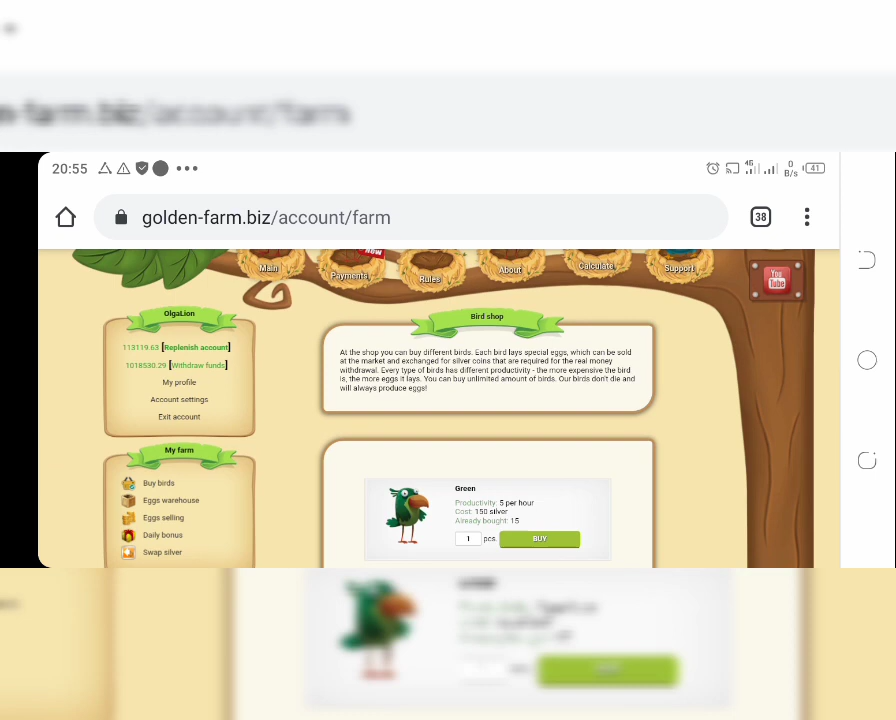 20:55
4G
0
B/s
41
golden-farm.biz/account/farm
38
Main
Payments
NOW
Rules
About
Calculate
Support
You
Tube
OlgaLion
113119.63 [Replenish account]
1018530.29 [Withdraw funds]
My profile
Account settings
Exit account
My farm
Buy birds
Eggs warehouse
Eggs selling
Daily bonus
Swap silver
Bird shop
At the shop you can buy different birds. Each bird lays special eggs, which can be sold
at the market and exchanged for silver coins that are required for the real money
withdrawal. Every type of birds has different productivity - the more expensive the bird
is, the more eggs it lays. You can buy unlimited amount of birds. Our birds don't die and
will always produce eggs!
Green
Productivity: 5 per hour
Cost: 150 silver
Already bought: 15
1 pcs. BUY